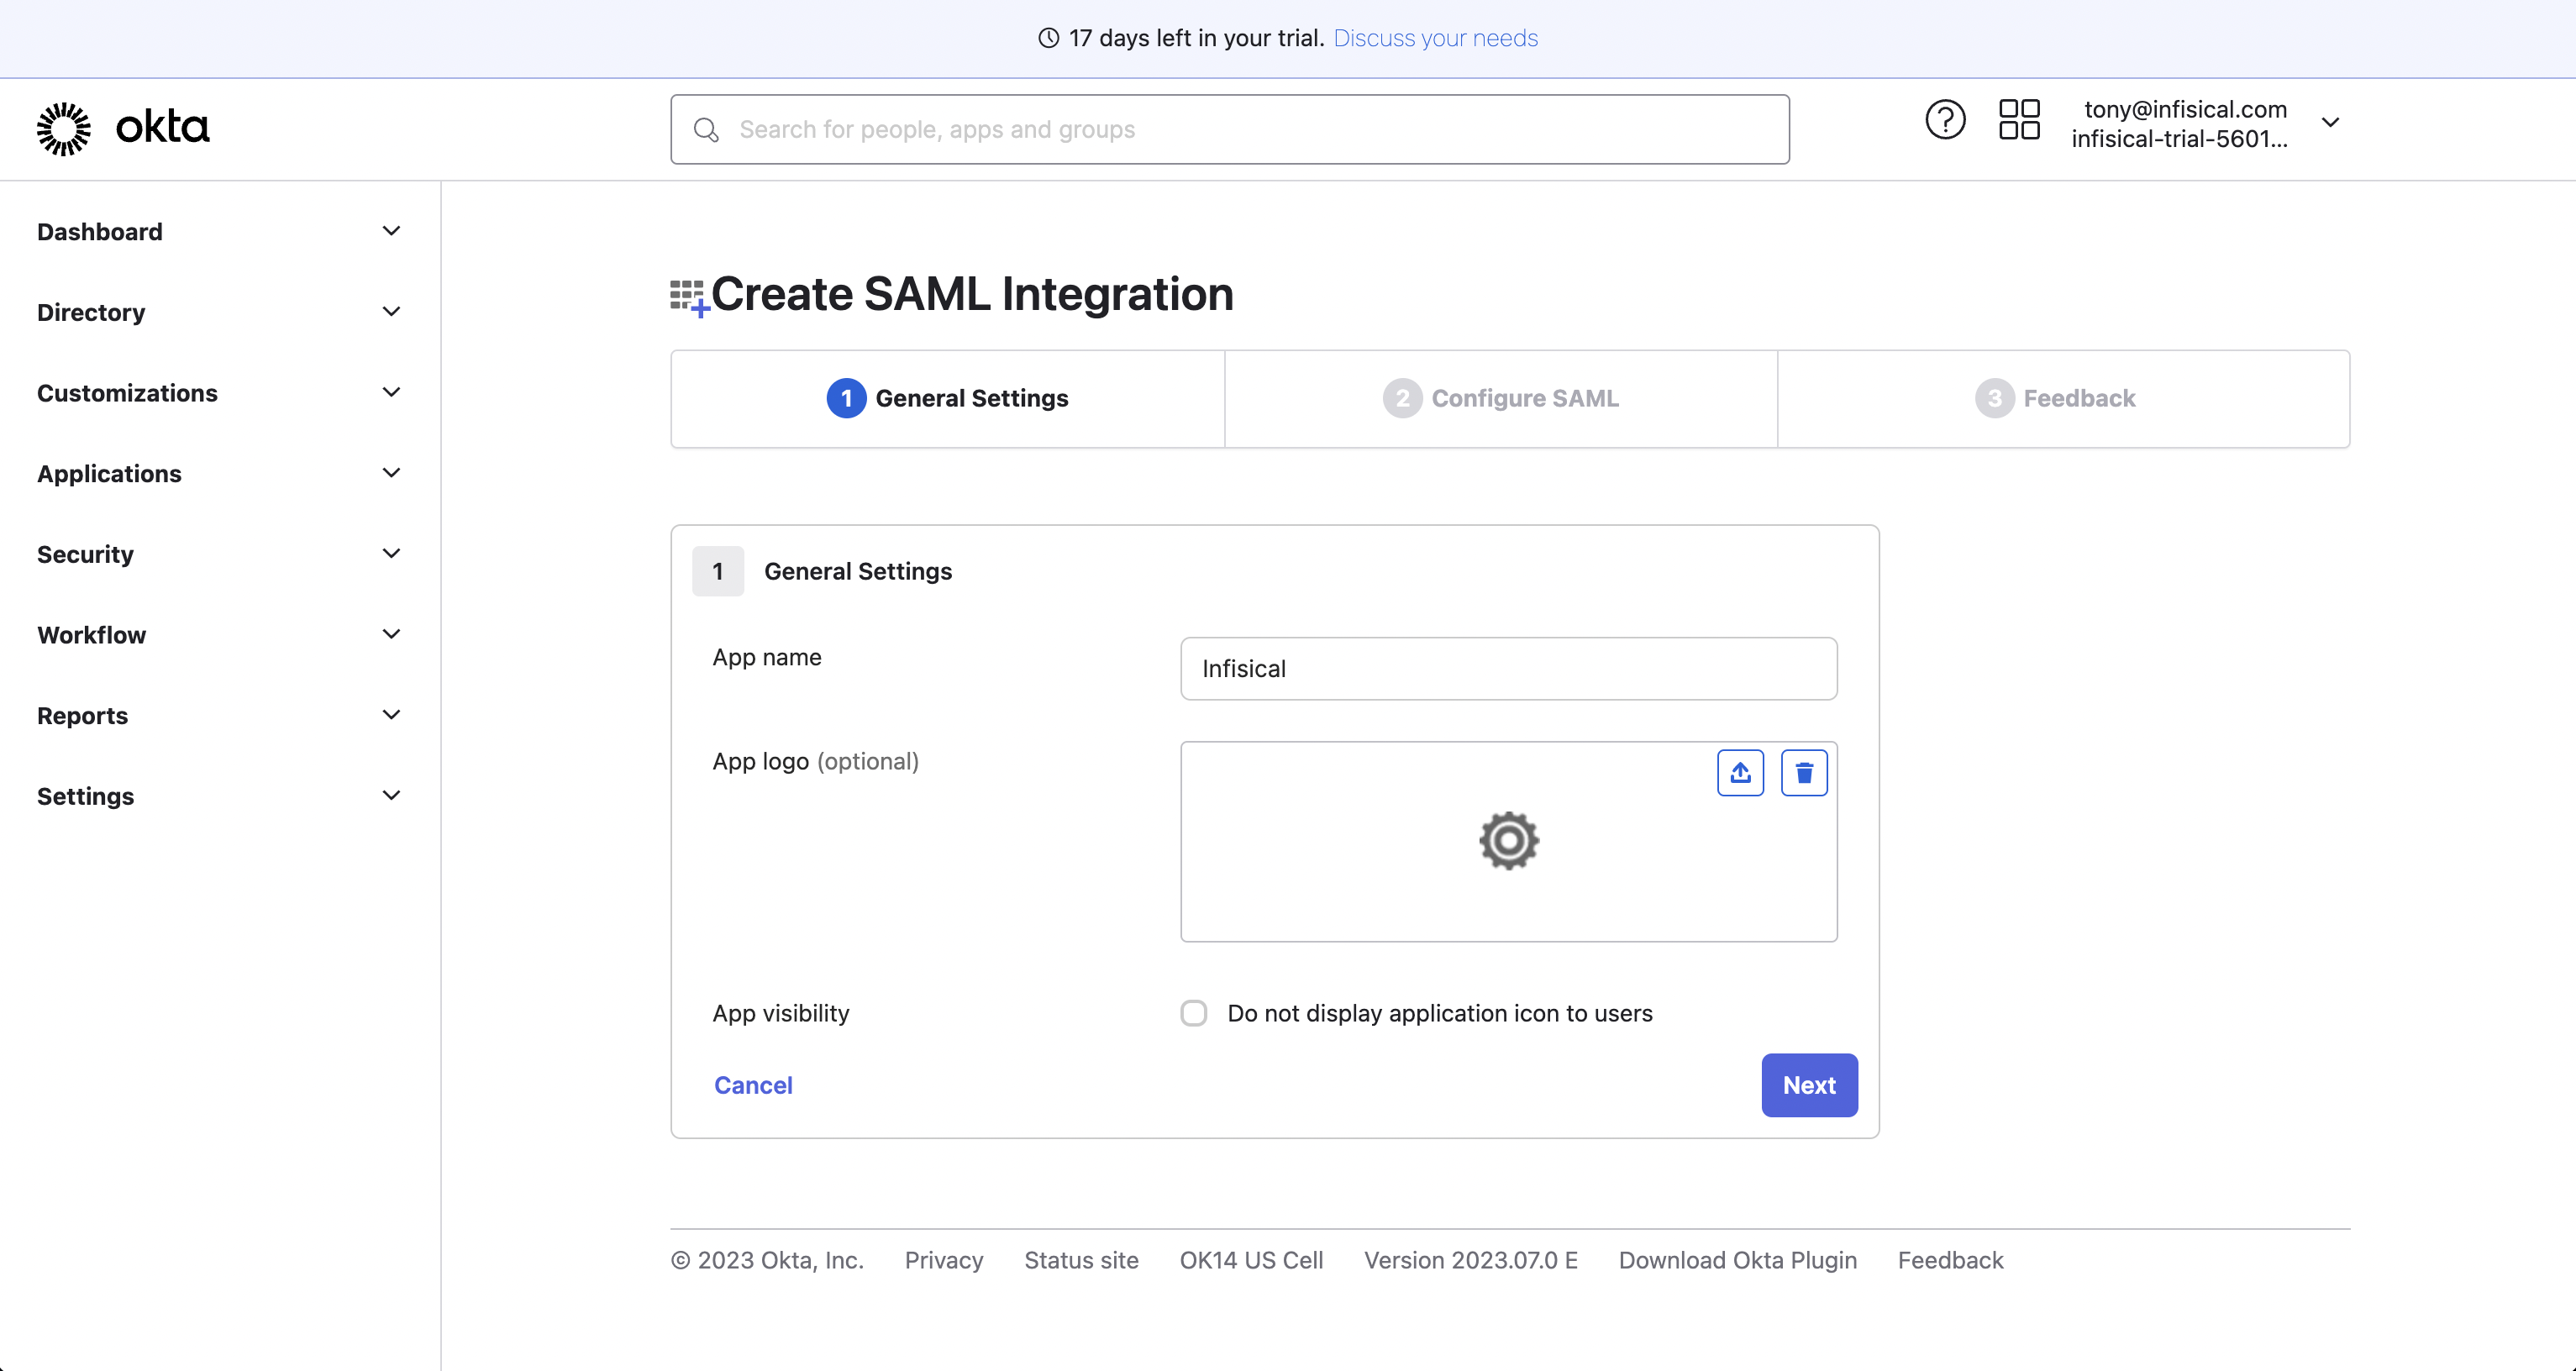 17 days left in your trial. Discuss your needs
okta
Search for people, apps and groups
tony@infisical.com
infisical-trial-5601...
Dashboard
Directory
Customizations
Applications
Security
Workflow
Reports
Settings
Create SAML Integration
1 General Settings
2 Configure SAML
3 Feedback
1 General Settings
App name
Infisical
App logo (optional)
App visibility
Do not display application icon to users
Cancel
Next
© 2023 Okta, Inc. Privacy Status site OK14 US Cell Version 2023.07.0 E Download Okta Plugin Feedback